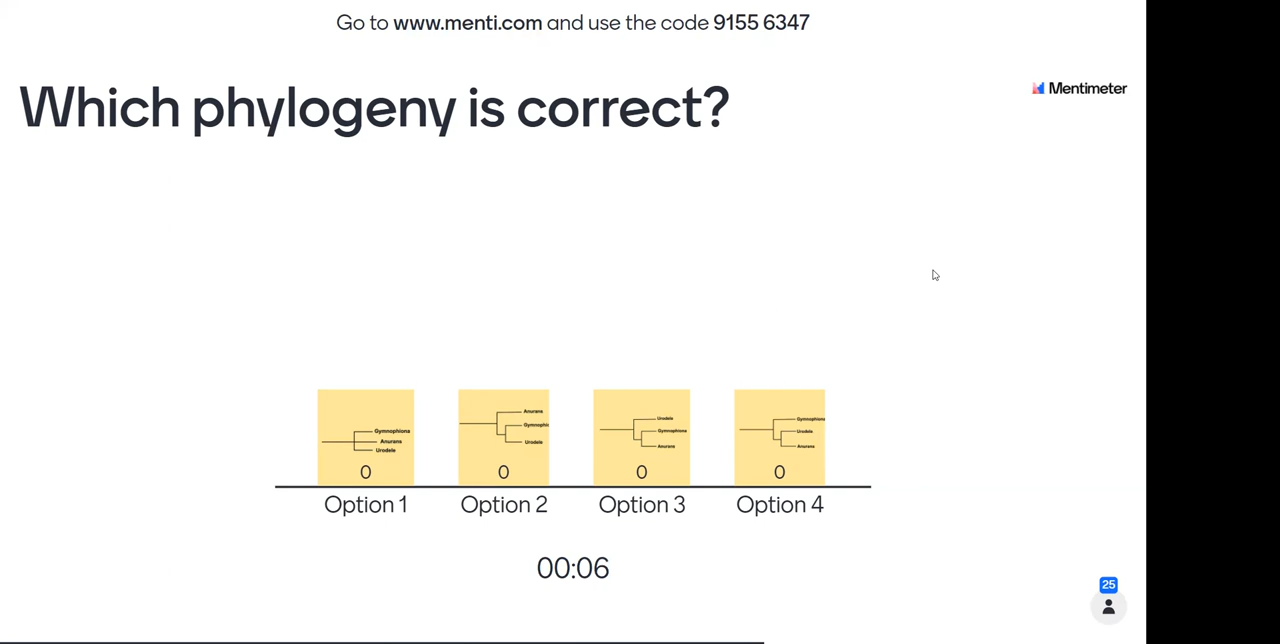 Go to www.menti.com and use the code 9155 6347
Which phylogeny is correct?
Mentimeter
Gymnophiona
Anurans
Urodele
0
Option 1
Anurans
Gymnophio
Urodele
0
Option 2
Urodele
Gymnophiona
Anurans
0
Option 3
Gymnophiona
Urodele
Anurans
0
Option 4
00:06
25